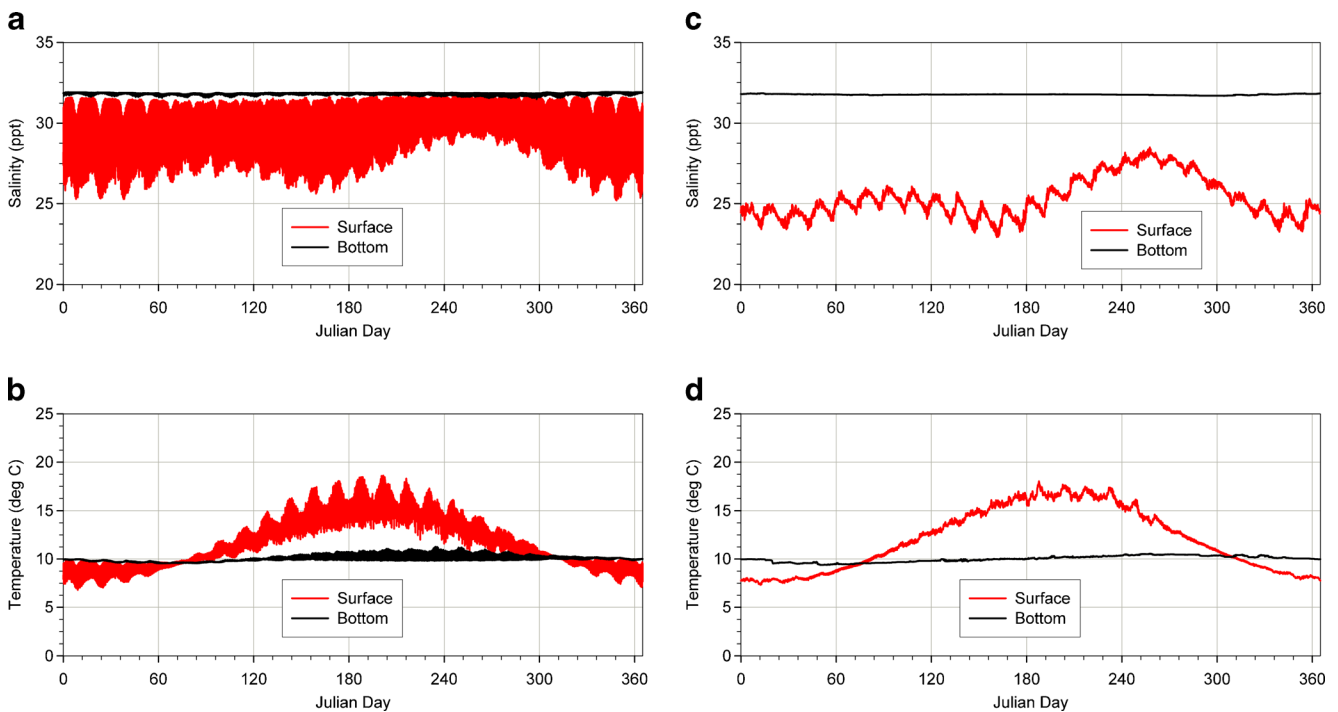 a
35
30
25
20
Salinity (ppt)
Surface
Bottom
0 60 120 180 240 300 360
Julian Day
c
35
30
25
20
Salinity (ppt)
Surface
Bottom
0 60 120 180 240 300 360
Julian Day
b
25
20
15
10
5
0
Temperature (deg C)
Surface
Bottom
0 60 120 180 240 300 360
Julian Day
d
25
20
15
10
5
0
Temperature (deg C)
Surface
Bottom
0 60 120 180 240 300 360
Julian Day